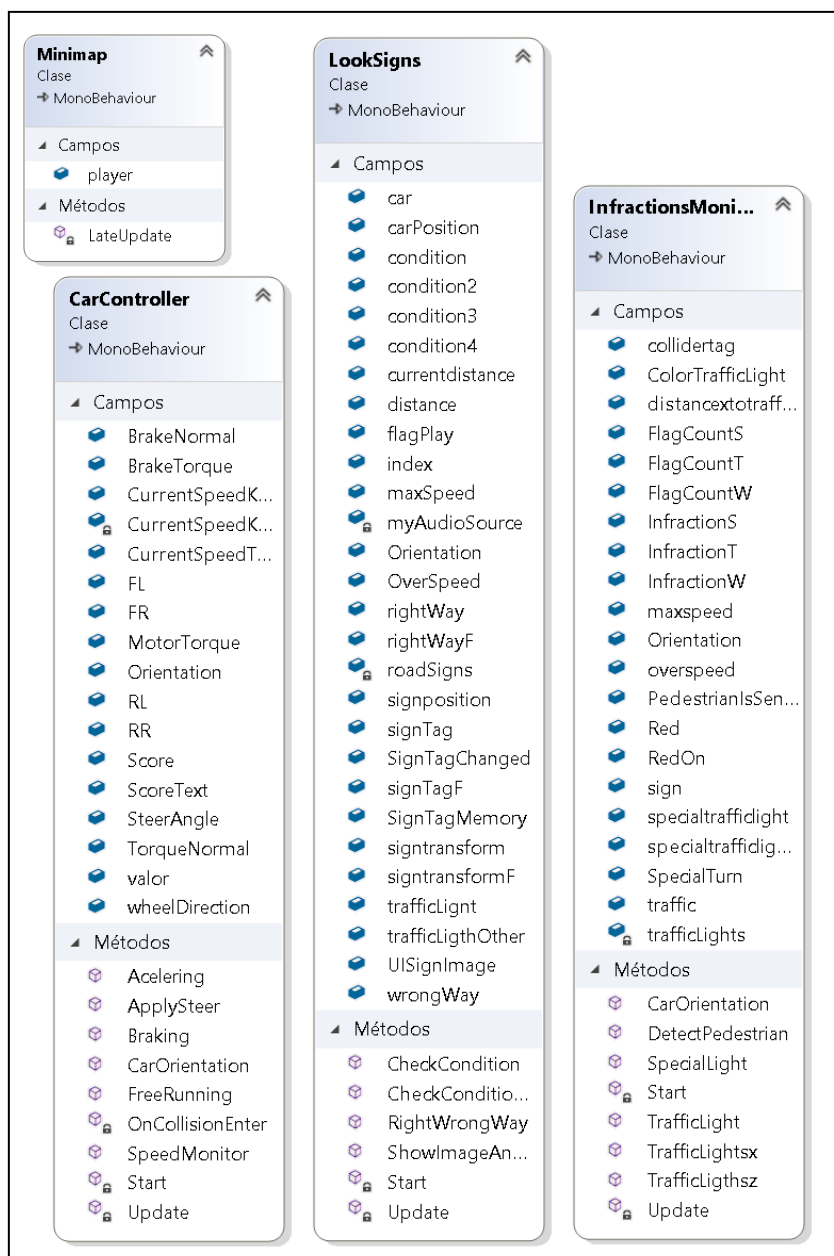 Minimap
Clase
MonoBehaviour
Campos
player
Métodos
LateUpdate
CarController
Clase
MonoBehaviour
Campos
BrakeNormal
BrakeTorque
CurrentSpeedK...
CurrentSpeedK...
CurrentSpeedT...
FL
FR
MotorTorque
Orientation
RL
RR
Score
ScoreText
SteerAngle
TorqueNormal
valor
wheelDirection
Métodos
Acelering
ApplySteer
Braking
CarOrientation
FreeRunning
OnCollisionEnter
SpeedMonitor
Start
Update
LookSigns
Clase
MonoBehaviour
Campos
car
carPosition
condition
condition2
condition3
condition4
currentdistance
distance
flagPlay
index
maxSpeed
myAudioSource
Orientation
OverSpeed
rightWay
rightWayF
roadSigns
signposition
signTag
SignTagChanged
signTagF
SignTagMemory
signtransform
signtransformF
trafficLignt
trafficLigthOther
UISignImage
wrongWay
Métodos
CheckCondition
CheckConditio...
RightWrongWay
ShowImageAn...
Start
Update
InfractionsMoni...
Clase
MonoBehaviour
Campos
collidertag
ColorTrafficLight
distancextotraff...
FlagCountS
FlagCountT
FlagCountW
InfractionS
InfractionT
InfractionW
maxspeed
Orientation
overspeed
PedestrianIsSen...
Red
RedOn
sign
specialtrafficlight
specialtrafficlig...
SpecialTurn
traffic
trafficLights
Métodos
CarOrientation
DetectPedestrian
SpecialLight
Start
TrafficLight
TrafficLightsx
TrafficLigthsz
Update